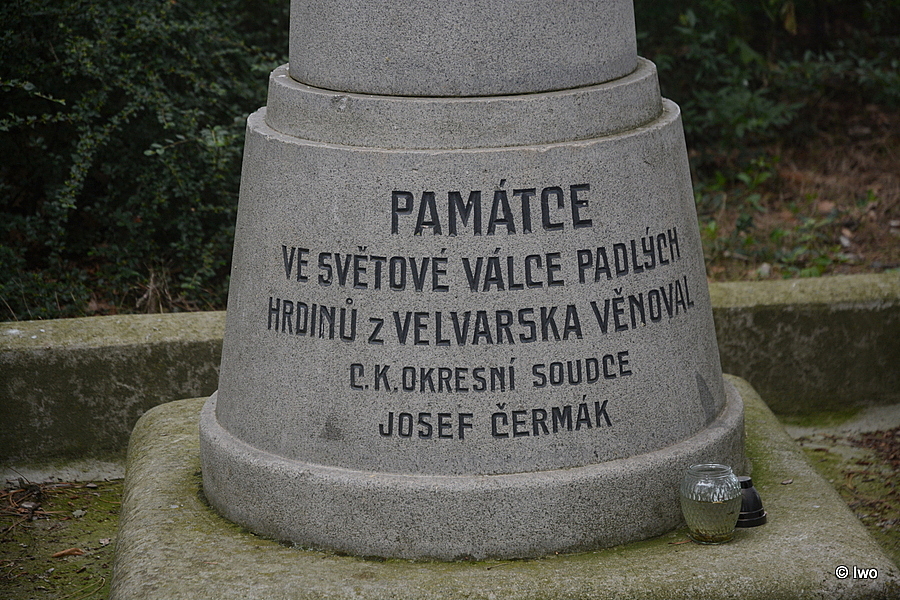 PAMÁTCE
VE SVĚTOVÉ VÁLCE PADLÝCH
HRDINŮ z VELVARSKA VĚNOVAL
C.K. OKRESNÍ SOUDCE
JOSEF ČERMÁK
© Iwo